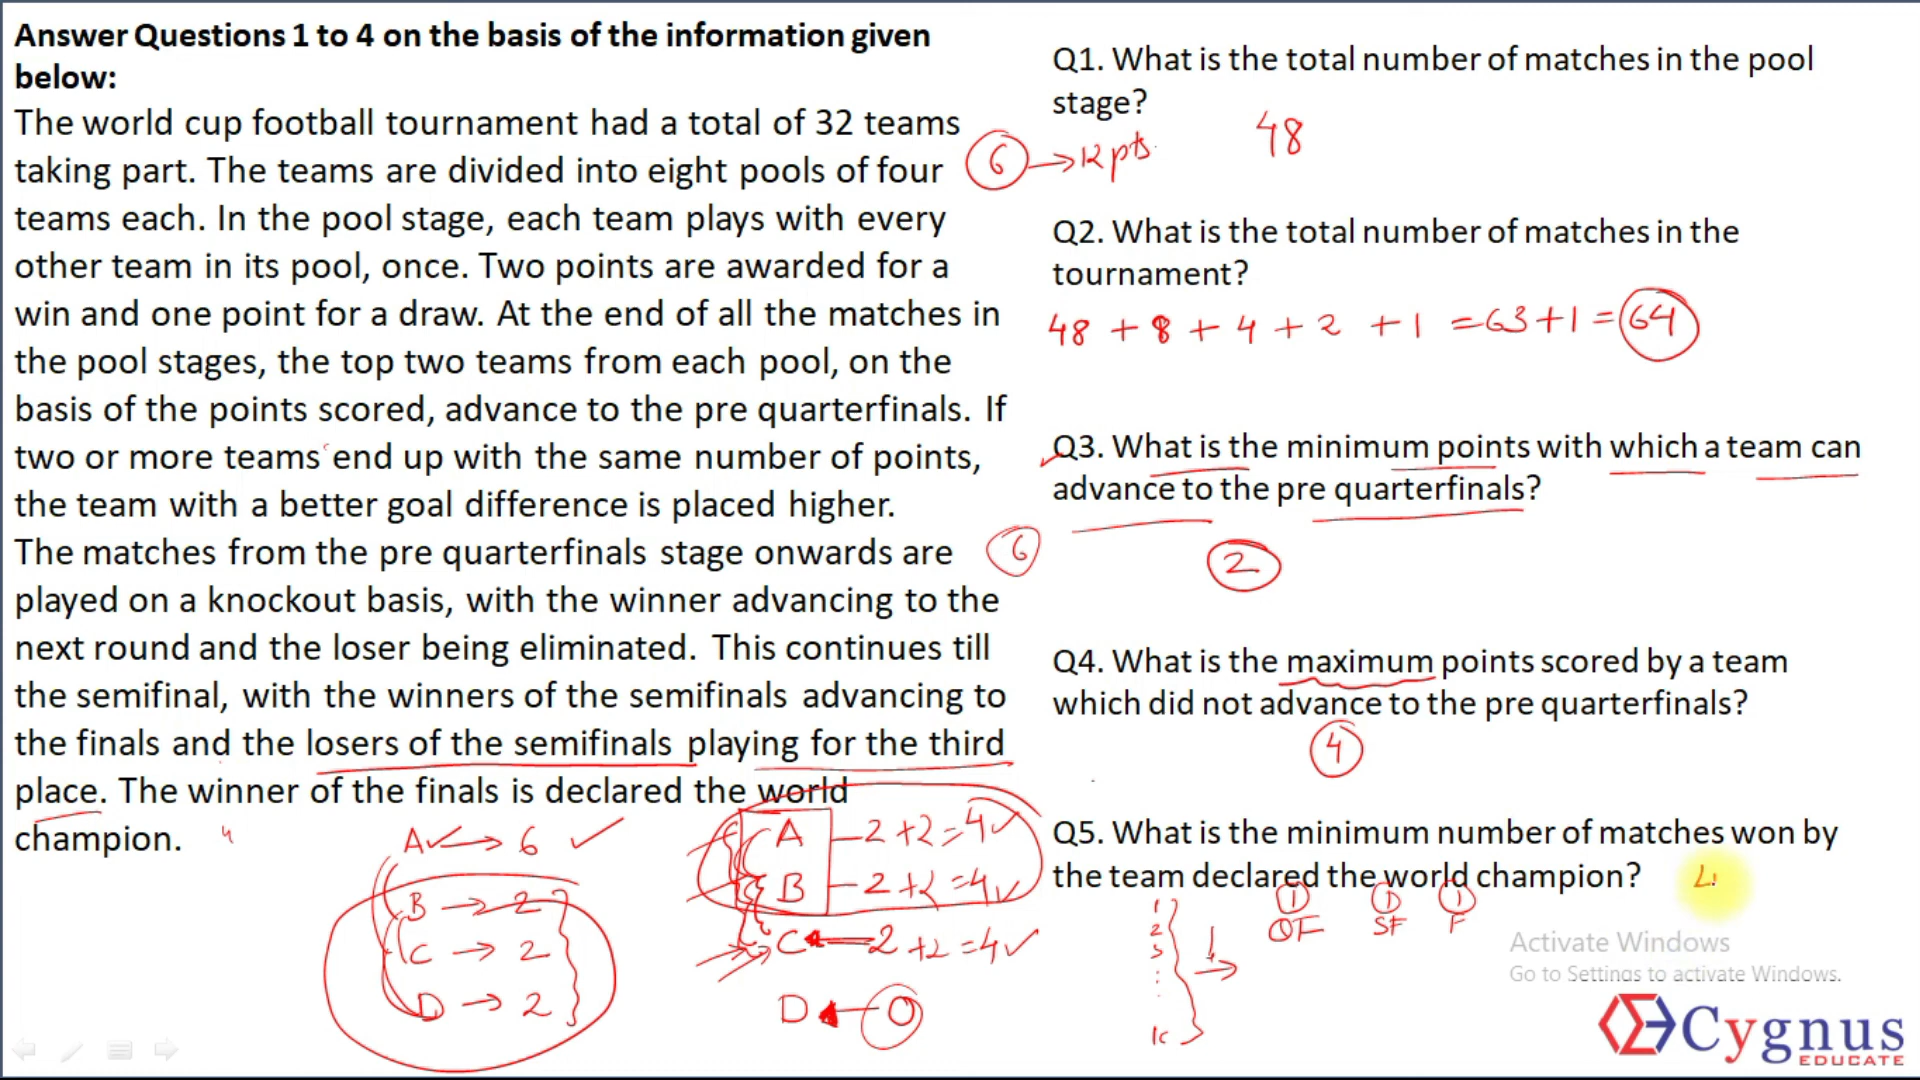 Answer Questions 1 to 4 on the basis of the information given
below:
The world cup football tournament had a total of 32 teams
taking part. The teams are divided into eight pools of four
teams each. In the pool stage, each team plays with every
other team in its pool, once. Two points are awarded for a
win and one point for a draw. At the end of all the matches in
the pool stages, the top two teams from each pool, on the
basis of the points scored, advance to the pre quarterfinals. If
two or more teams end up with the same number of points,
the team with a better goal difference is placed higher.
The matches from the pre quarterfinals stage onwards are
played on a knockout basis, with the winner advancing to the
next round and the loser being eliminated. This continues till
the semifinal, with the winners of the semifinals advancing to
the finals and the losers of the semifinals playing for the third
place. The winner of the finals is declared the world
champion.
A → 6
B → 2
C → 2
D → 2
A — 2+2=4
B — 2+2=4
C ← 2+2=4
D ← 0
6 → 12 pts.
6
Q1. What is the total number of matches in the pool
stage?
48
Q2. What is the total number of matches in the
tournament?
48 + 8 + 4 + 2 + 1 = 63+1 = 64
Q3. What is the minimum points with which a team can
advance to the pre quarterfinals?
2
Q4. What is the maximum points scored by a team
which did not advance to the pre quarterfinals?
4
Q5. What is the minimum number of matches won by
the team declared the world champion?
1 1 1
QF SF F
1
2
3
Activate Windows
Go to Settings to activate Windows.
Cygnus
EDUCATE